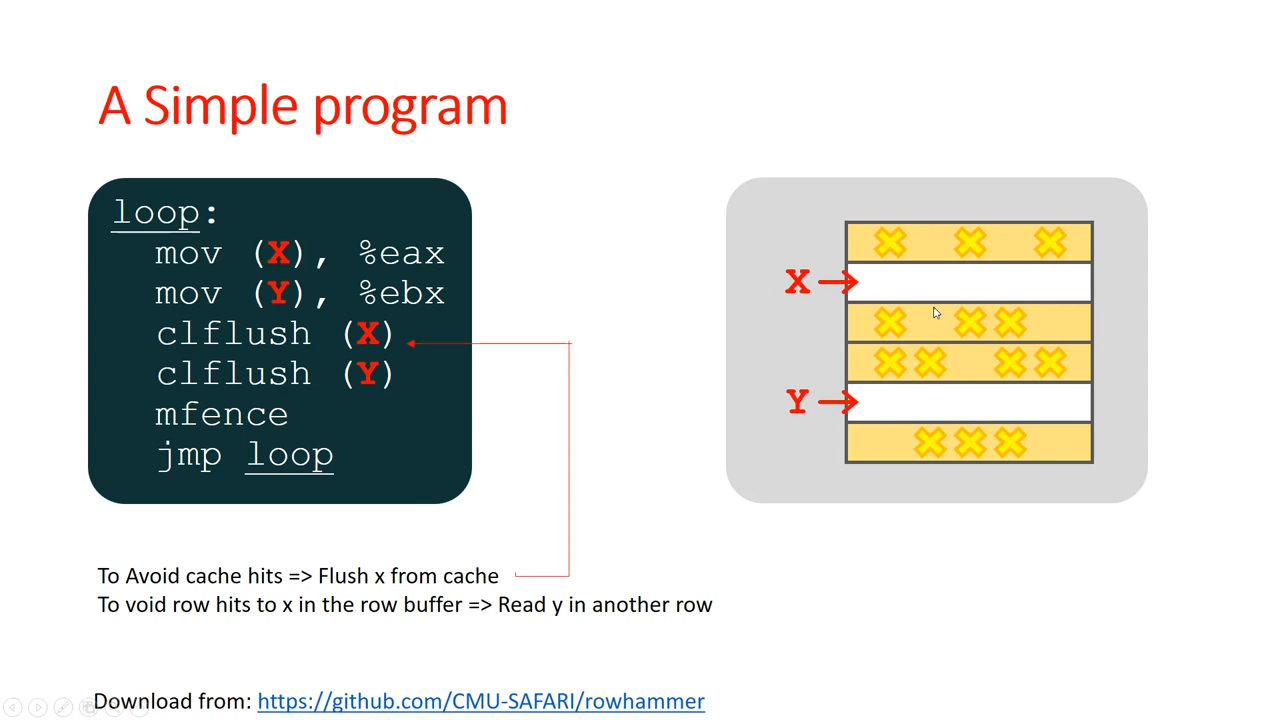 A Simple program
loop:
mov (X), %eax
mov (Y), %ebx
clflush (X)
clflush (Y)
mfence
jmp loop
X
Y
To Avoid cache hits => Flush x from cache
To void row hits to x in the row buffer => Read y in another row
Download from: https://github.com/CMU-SAFARI/rowhammer